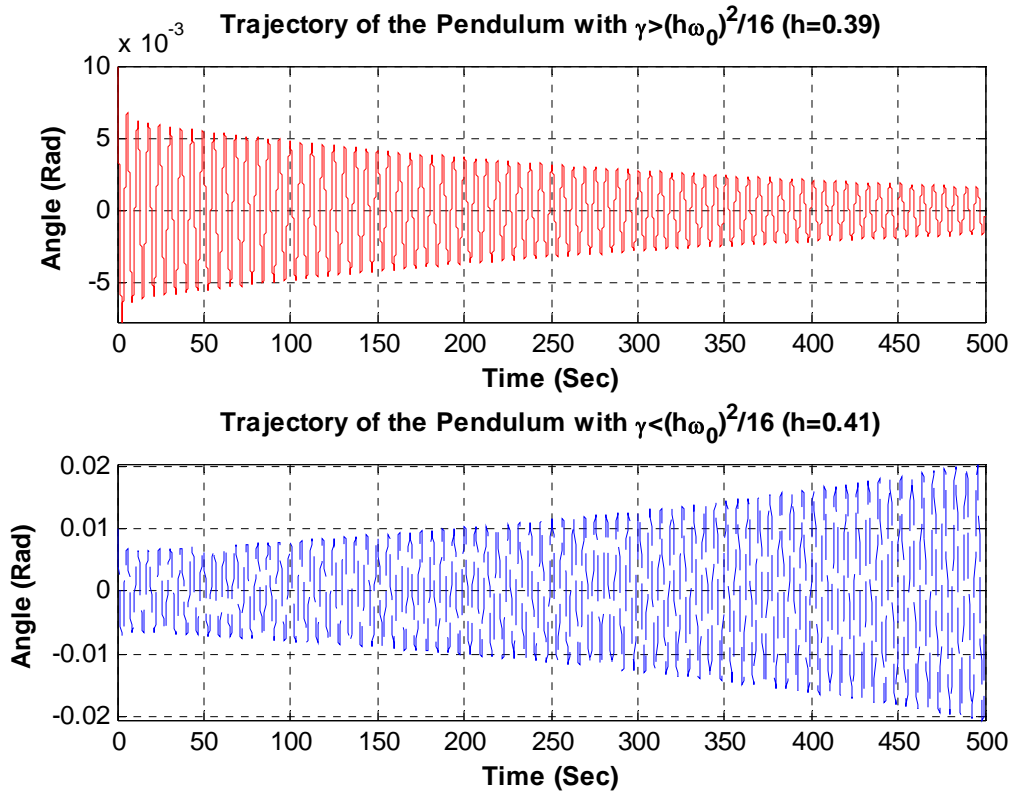 Trajectory of the Pendulum with γ>(hω₀)²/16 (h=0.39)
x 10⁻³
10
5
0
-5
Angle (Rad)
0 50 100 150 200 250 300 350 400 450 500
Time (Sec)
Trajectory of the Pendulum with γ<(hω₀)²/16 (h=0.41)
0.02
0.01
0
-0.01
-0.02
Angle (Rad)
0 50 100 150 200 250 300 350 400 450 500
Time (Sec)